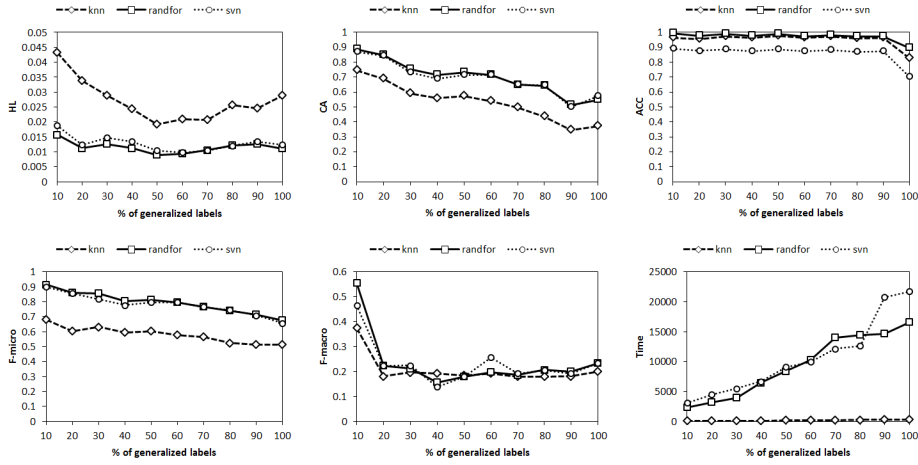 knn randfor svn
knn randfor svn
knn randfor svn
0.05
0.045
0.04
0.035
0.03
0.025
0.02
0.015
0.01
0.005
0
HL
10 20 30 40 50 60 70 80 90 100
% of generalized labels
1
0.9
0.8
0.7
0.6
0.5
0.4
0.3
0.2
0.1
0
CA
10 20 30 40 50 60 70 80 90 100
% of generalized labels
1
0.9
0.8
0.7
0.6
0.5
0.4
0.3
0.2
0.1
0
ACC
10 20 30 40 50 60 70 80 90 100
% of generalized labels
knn randfor svn
knn randfor svn
knn randfor svn
1
0.9
0.8
0.7
0.6
0.5
0.4
0.3
0.2
0.1
0
F-micro
10 20 30 40 50 60 70 80 90 100
% of generalized labels
0.6
0.5
0.4
0.3
0.2
0.1
0
F-macro
10 20 30 40 50 60 70 80 90 100
% of generalized labels
25000
20000
15000
10000
5000
0
Time
10 20 30 40 50 60 70 80 90 100
% of generalized labels